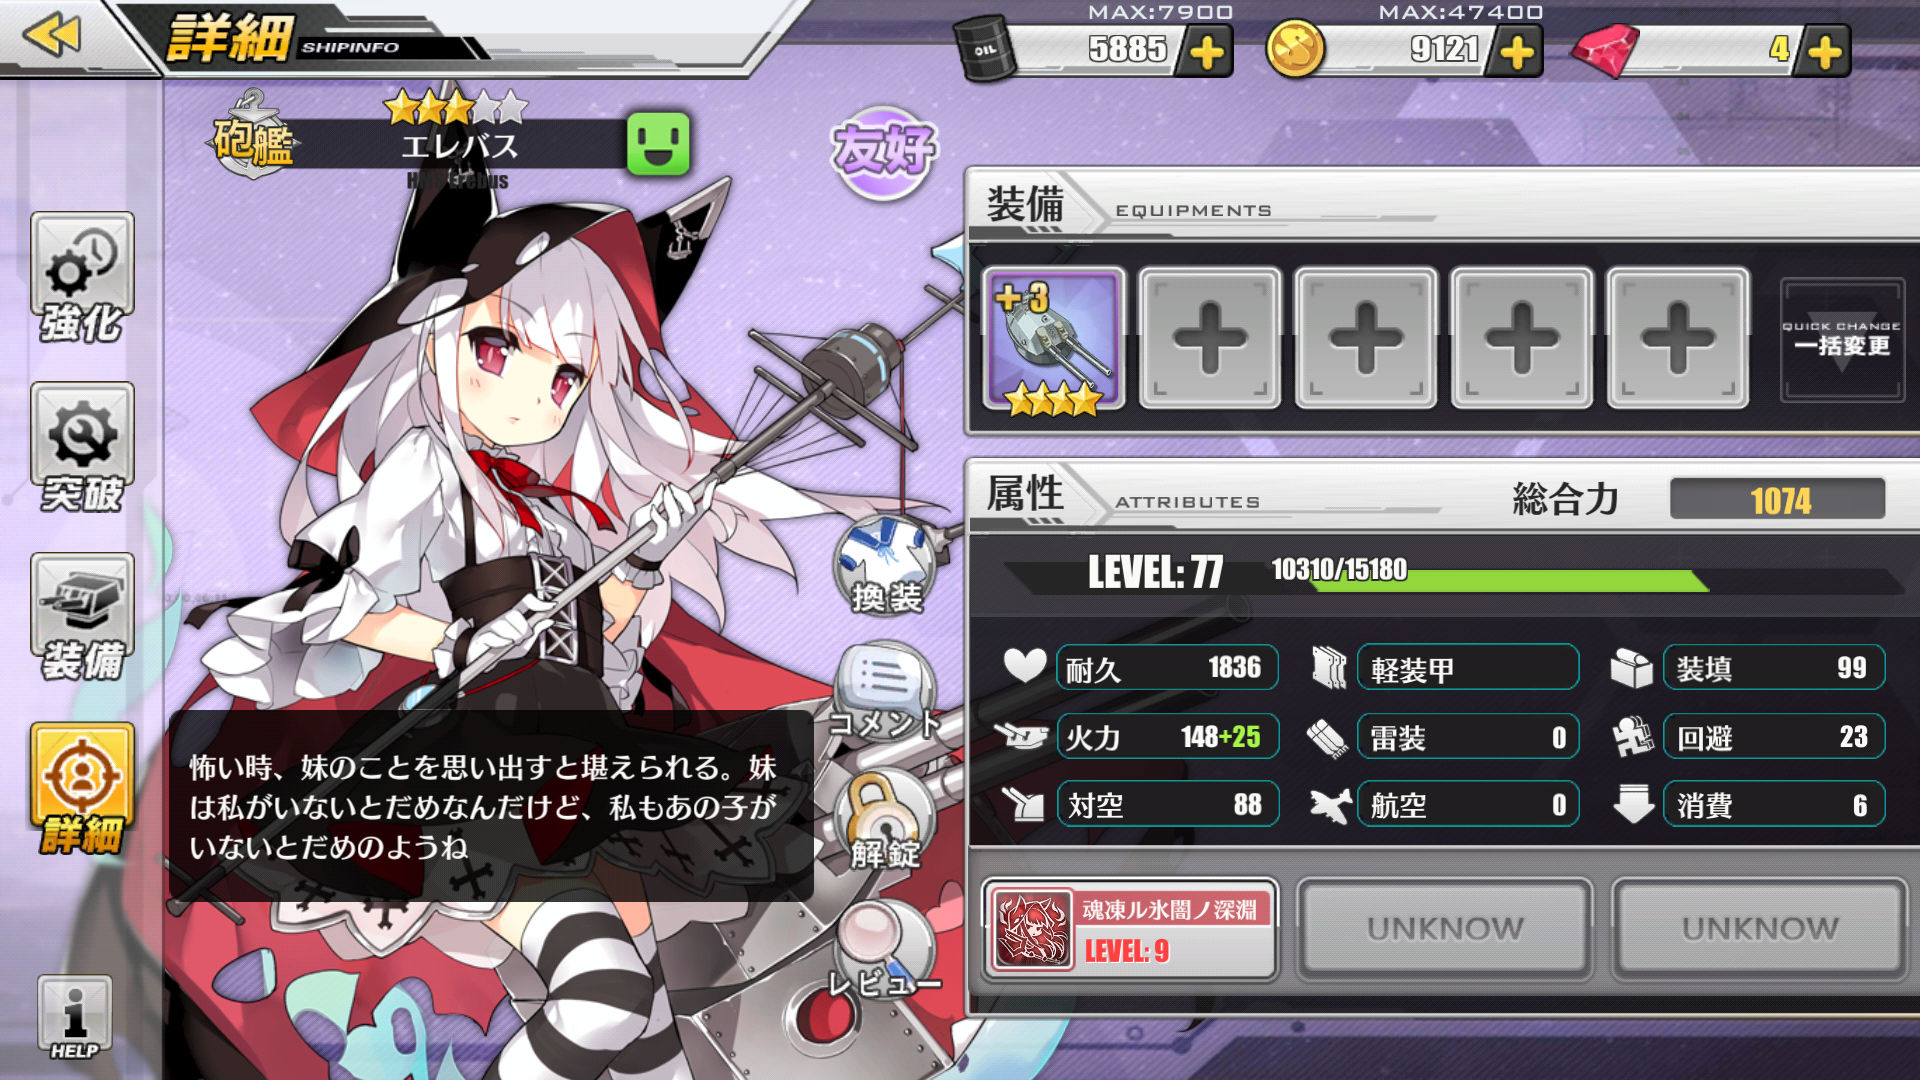 詳細
SHIPINFO
MAX:7900
OIL
5885
MAX:47400
9121
4
砲艦
エレバス
HMS Erebus
友好
装備
EQUIPMENTS
+3
QUICK CHANGE
一括変更
強化
突破
装備
詳細
HELP
換装
コメント
解錠
レビュー
怖い時、妹のことを思い出すと堪えられる。妹
は私がいないとだめなんだけど、私もあの子が
いないとだめのようね
属性
ATTRIBUTES
総合力
1074
LEVEL: 77
10310/15180
耐久 1836
軽装甲
装填 99
火力 148+25
雷装 0
回避 23
対空 88
航空 0
消費 6
魂凍ル氷闇ノ深淵
LEVEL: 9
UNKNOW
UNKNOW